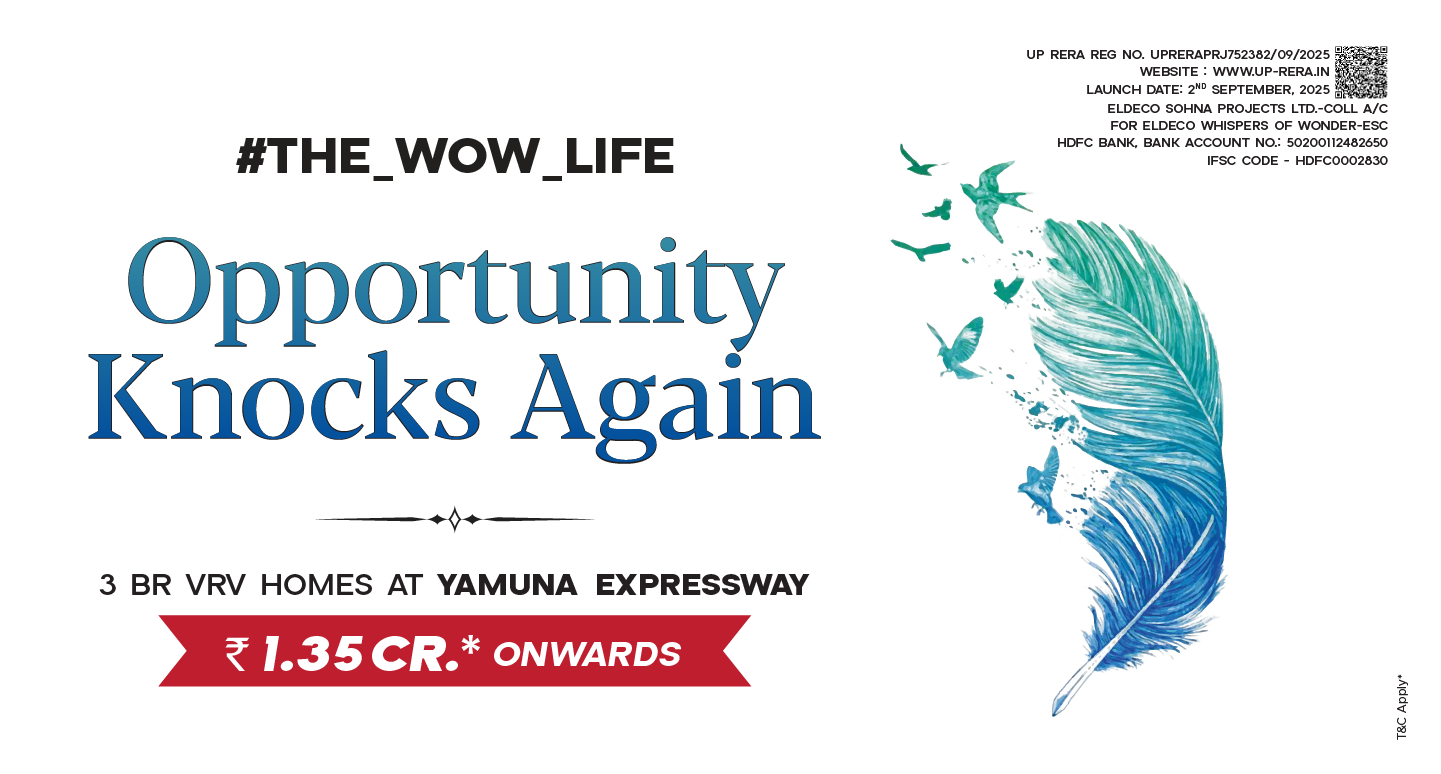 UP RERA REG NO. UPRERAPRJ752382/09/2025
WEBSITE : WWW.UP-RERA.IN
LAUNCH DATE: 2ND SEPTEMBER, 2025
ELDECO SOHNA PROJECTS LTD.-COLL A/C
FOR ELDECO WHISPERS OF WONDER-ESC
HDFC BANK, BANK ACCOUNT NO.: 50200112482650
IFSC CODE - HDFC0002830
#THE_WOW_LIFE
Opportunity
Knocks Again
3 BR VRV HOMES AT YAMUNA EXPRESSWAY
₹ 1.35 CR.* ONWARDS
T&C Apply*